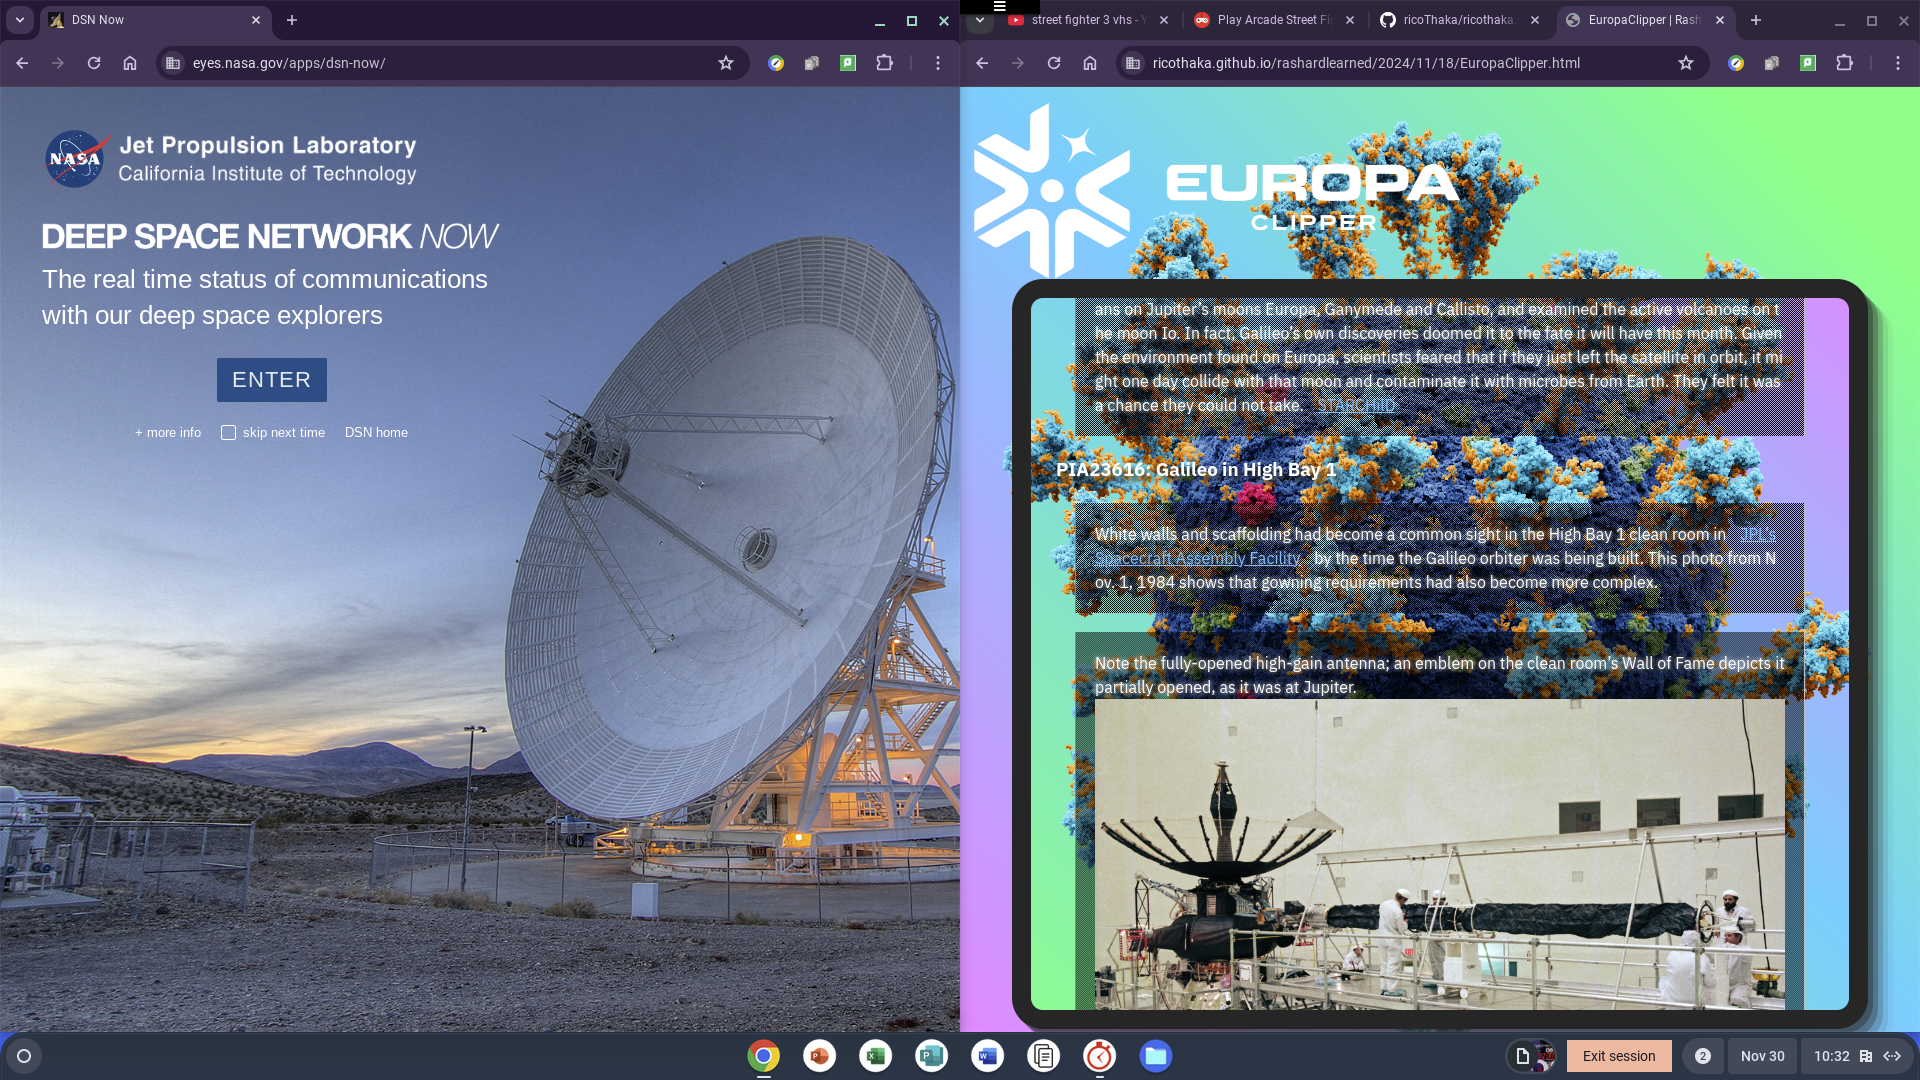 DSN Now
eyes.nasa.gov/apps/dsn-now/
NASA
Jet Propulsion Laboratory
California Institute of Technology
DEEP SPACE NETWORK NOW
The real time status of communications
with our deep space explorers
ENTER
+ more info
skip next time
DSN home
street fighter 3 vhs - Y
Play Arcade Street Fi
ricoThaka/ricothaka
EuropaClipper | Rash
ricothaka.github.io/rashardlearned/2024/11/18/EuropaClipper.html
EUROPA
CLIPPER
ans on Jupiter's moons Europa, Ganymede and Callisto, and examined the active volcanoes on t
he moon Io. In fact, Galileo's own discoveries doomed it to the fate it will have this month. Given
the environment found on Europa, scientists feared that if they just left the satellite in orbit, it mi
ght one day collide with that moon and contaminate it with microbes from Earth. They felt it was
a chance they could not take.
PIA23616: Galileo in High Bay 1
White walls and scaffolding had become a common sight in the High Bay 1 clean room in JPL's
Spacecraft Assembly Facility by the time the Galileo orbiter was being built. This photo from N
ov. 1, 1984 shows that gowning requirements had also become more complex.
Note the fully-opened high-gain antenna; an emblem on the clean room's Wall of Fame depicts it
partially opened, as it was at Jupiter.
Exit session
2
Nov 30
10:32